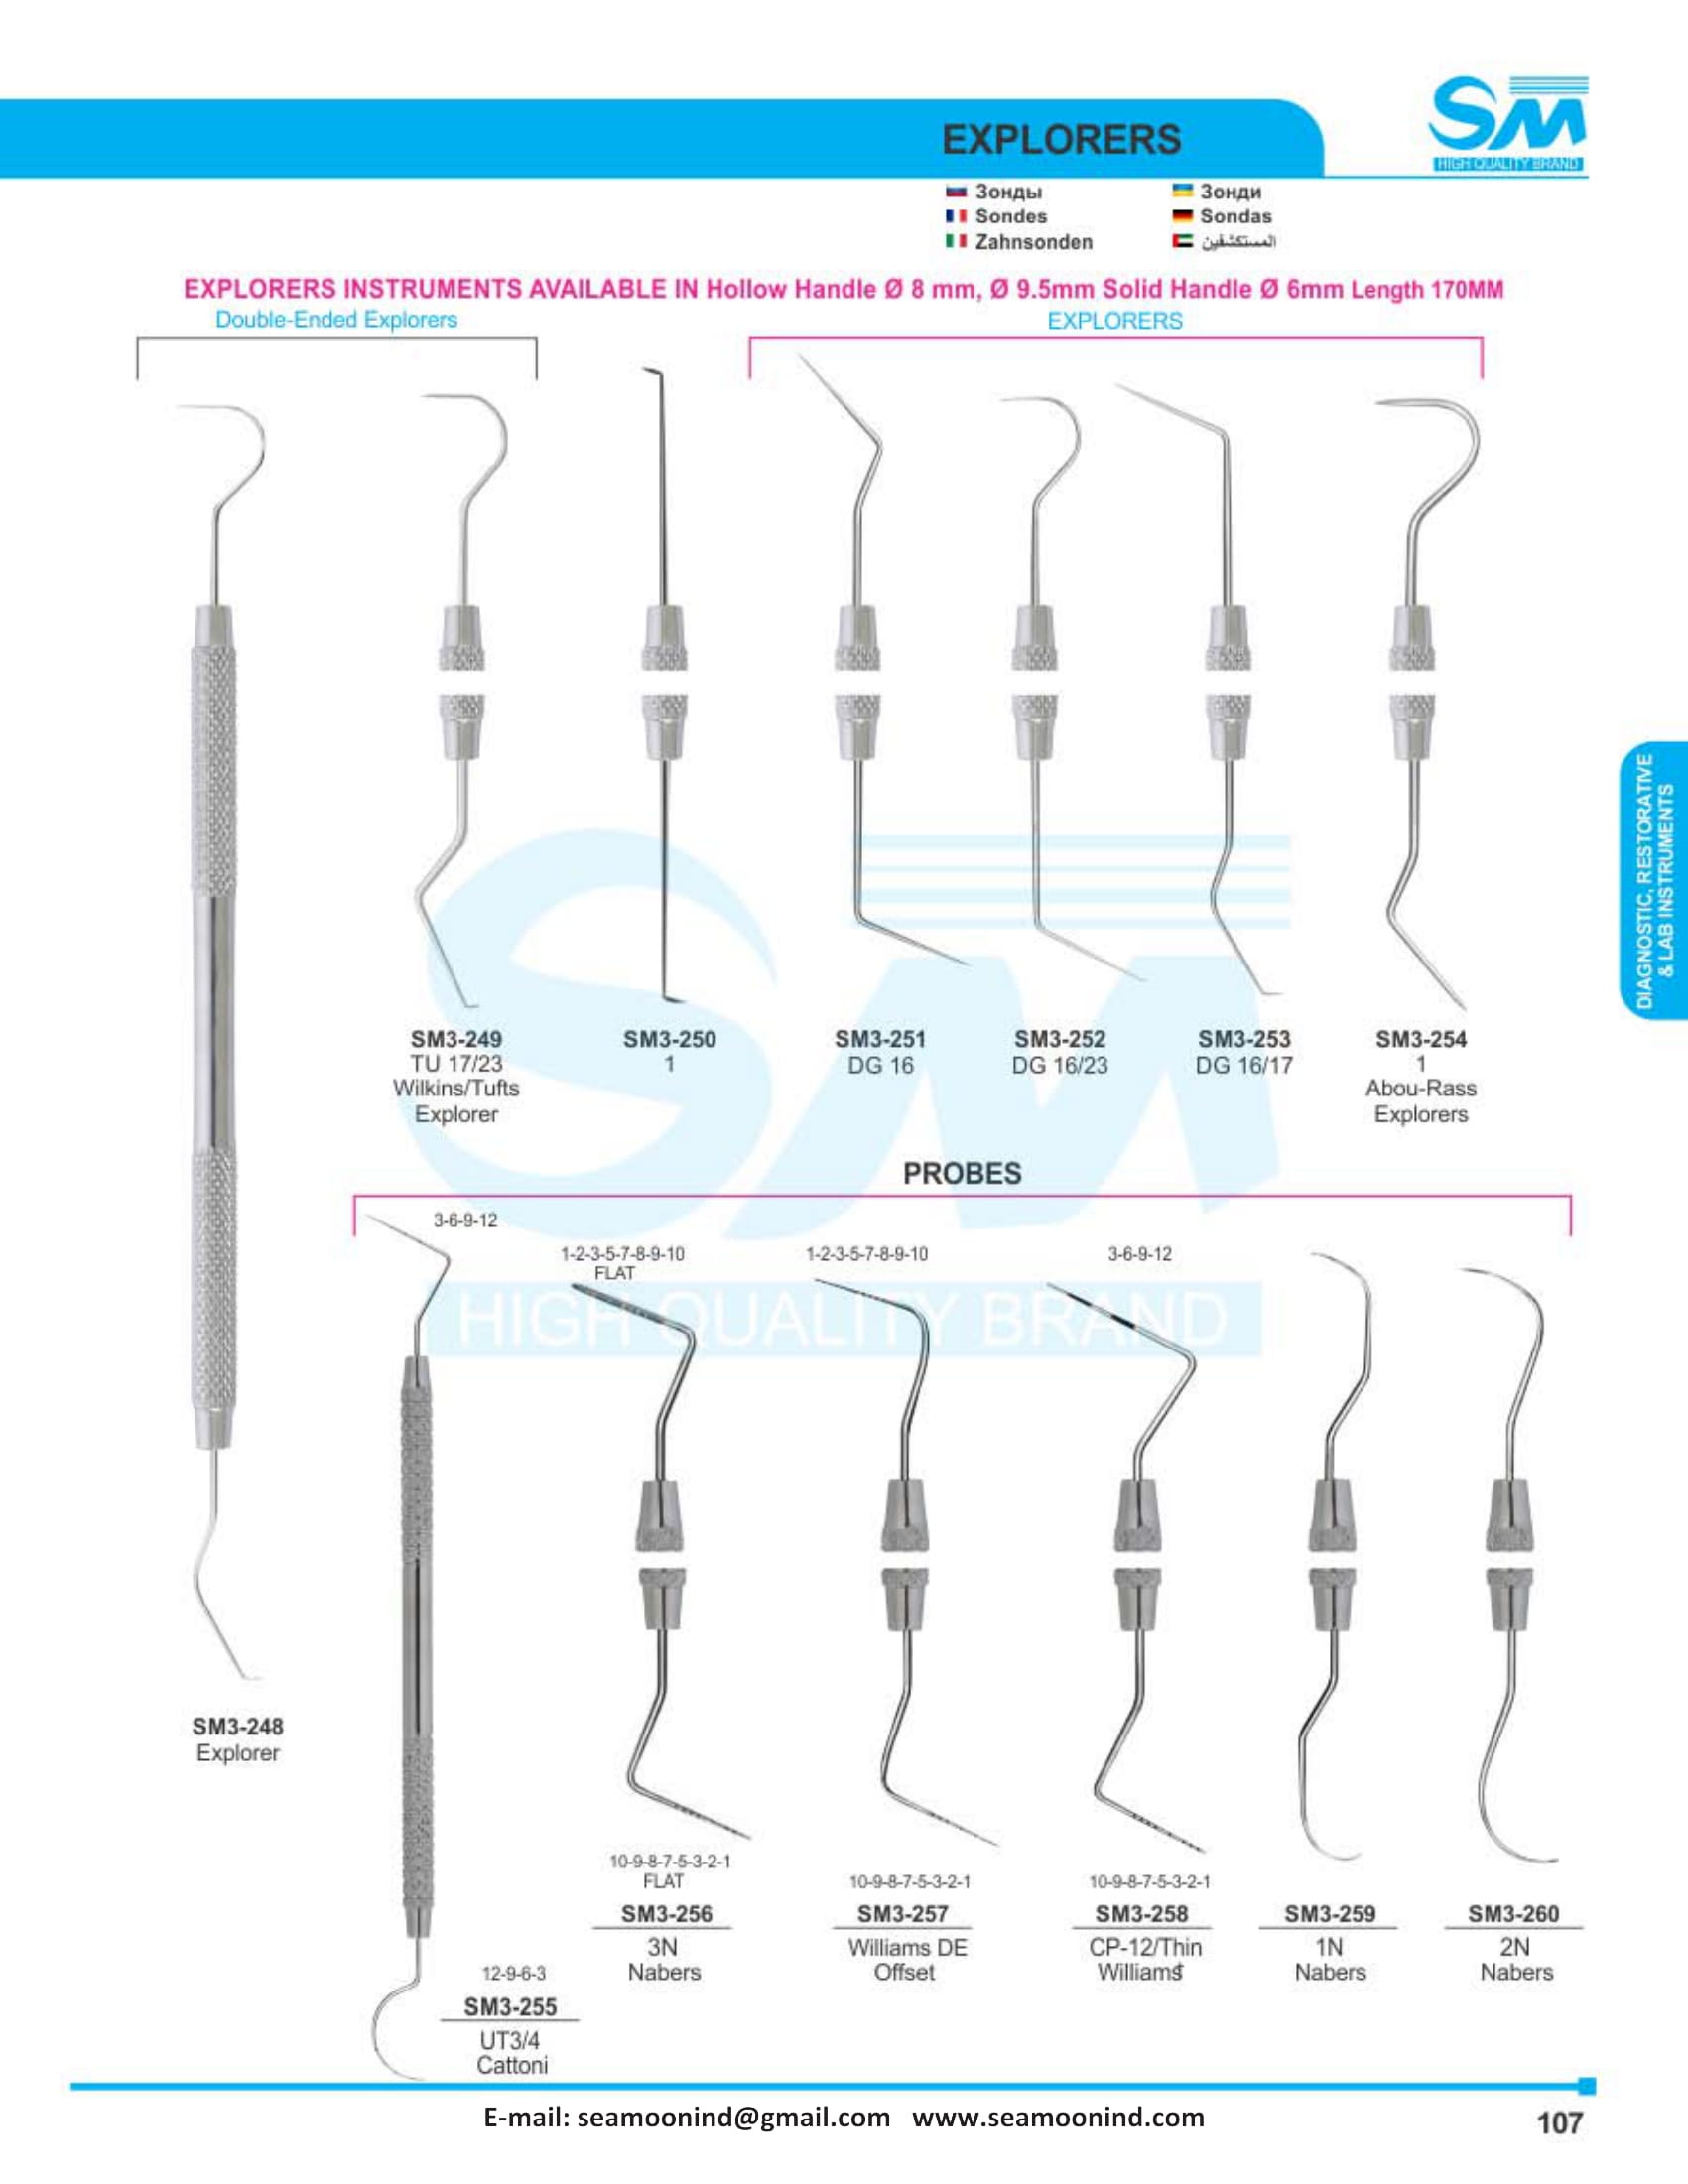 EXPLORERS
SM
HIGH QUALITY BRAND
Зонды
Зонди
Sondes
Sondas
Zahnsonden
المستكشفين
EXPLORERS INSTRUMENTS AVAILABLE IN Hollow Handle Ø 8 mm, Ø 9.5mm Solid Handle Ø 6mm Length 170MM
Double-Ended Explorers
EXPLORERS
DIAGNOSTIC, RESTORATIVE
& LAB INSTRUMENTS
SM3-249
TU 17/23
Wilkins/Tufts
Explorer
SM3-250
1
SM3-251
DG 16
SM3-252
DG 16/23
SM3-253
DG 16/17
SM3-254
1
Abou-Rass
Explorers
SM
HIGH QUALITY BRAND
PROBES
3-6-9-12
1-2-3-5-7-8-9-10
FLAT
1-2-3-5-7-8-9-10
3-6-9-12
SM3-248
Explorer
12-9-6-3
SM3-255
UT3/4
Cattoni
10-9-8-7-5-3-2-1
FLAT
SM3-256
3N
Nabers
10-9-8-7-5-3-2-1
SM3-257
Williams DE
Offset
10-9-8-7-5-3-2-1
SM3-258
CP-12/Thin
Williams
SM3-259
1N
Nabers
SM3-260
2N
Nabers
E-mail: seamoonind@gmail.com www.seamoonind.com
107